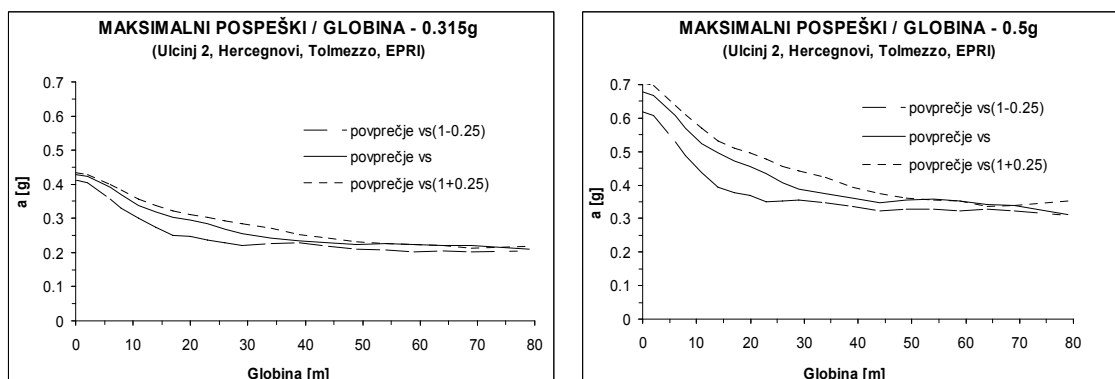 MAKSIMALNI POSPEŠKI / GLOBINA - 0.315g
(Ulcinj 2, Hercegnovi, Tolmezzo, EPRI)
0.7
0.6
0.5
0.4
0.3
0.2
0.1
0
a [g]
povprečje vs(1-0.25)
povprečje vs
povprečje vs(1+0.25)
0 10 20 30 40 50 60 70 80
Globina [m]
MAKSIMALNI POSPEŠKI / GLOBINA - 0.5g
(Ulcinj 2, Hercegnovi, Tolmezzo, EPRI)
0.7
0.6
0.5
0.4
0.3
0.2
0.1
0
a [g]
povprečje vs(1-0.25)
povprečje vs
povprečje vs(1+0.25)
0 10 20 30 40 50 60 70 80
Globina [m]